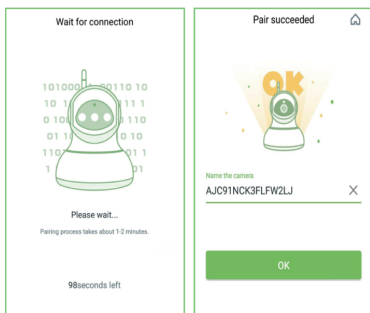 Wait for connection
Please wait...
Pairing process takes about 1-2 minutes.
98seconds left
Pair succeeded
OK
Name the camera
AJC91NCK3FLFW2LJ
OK